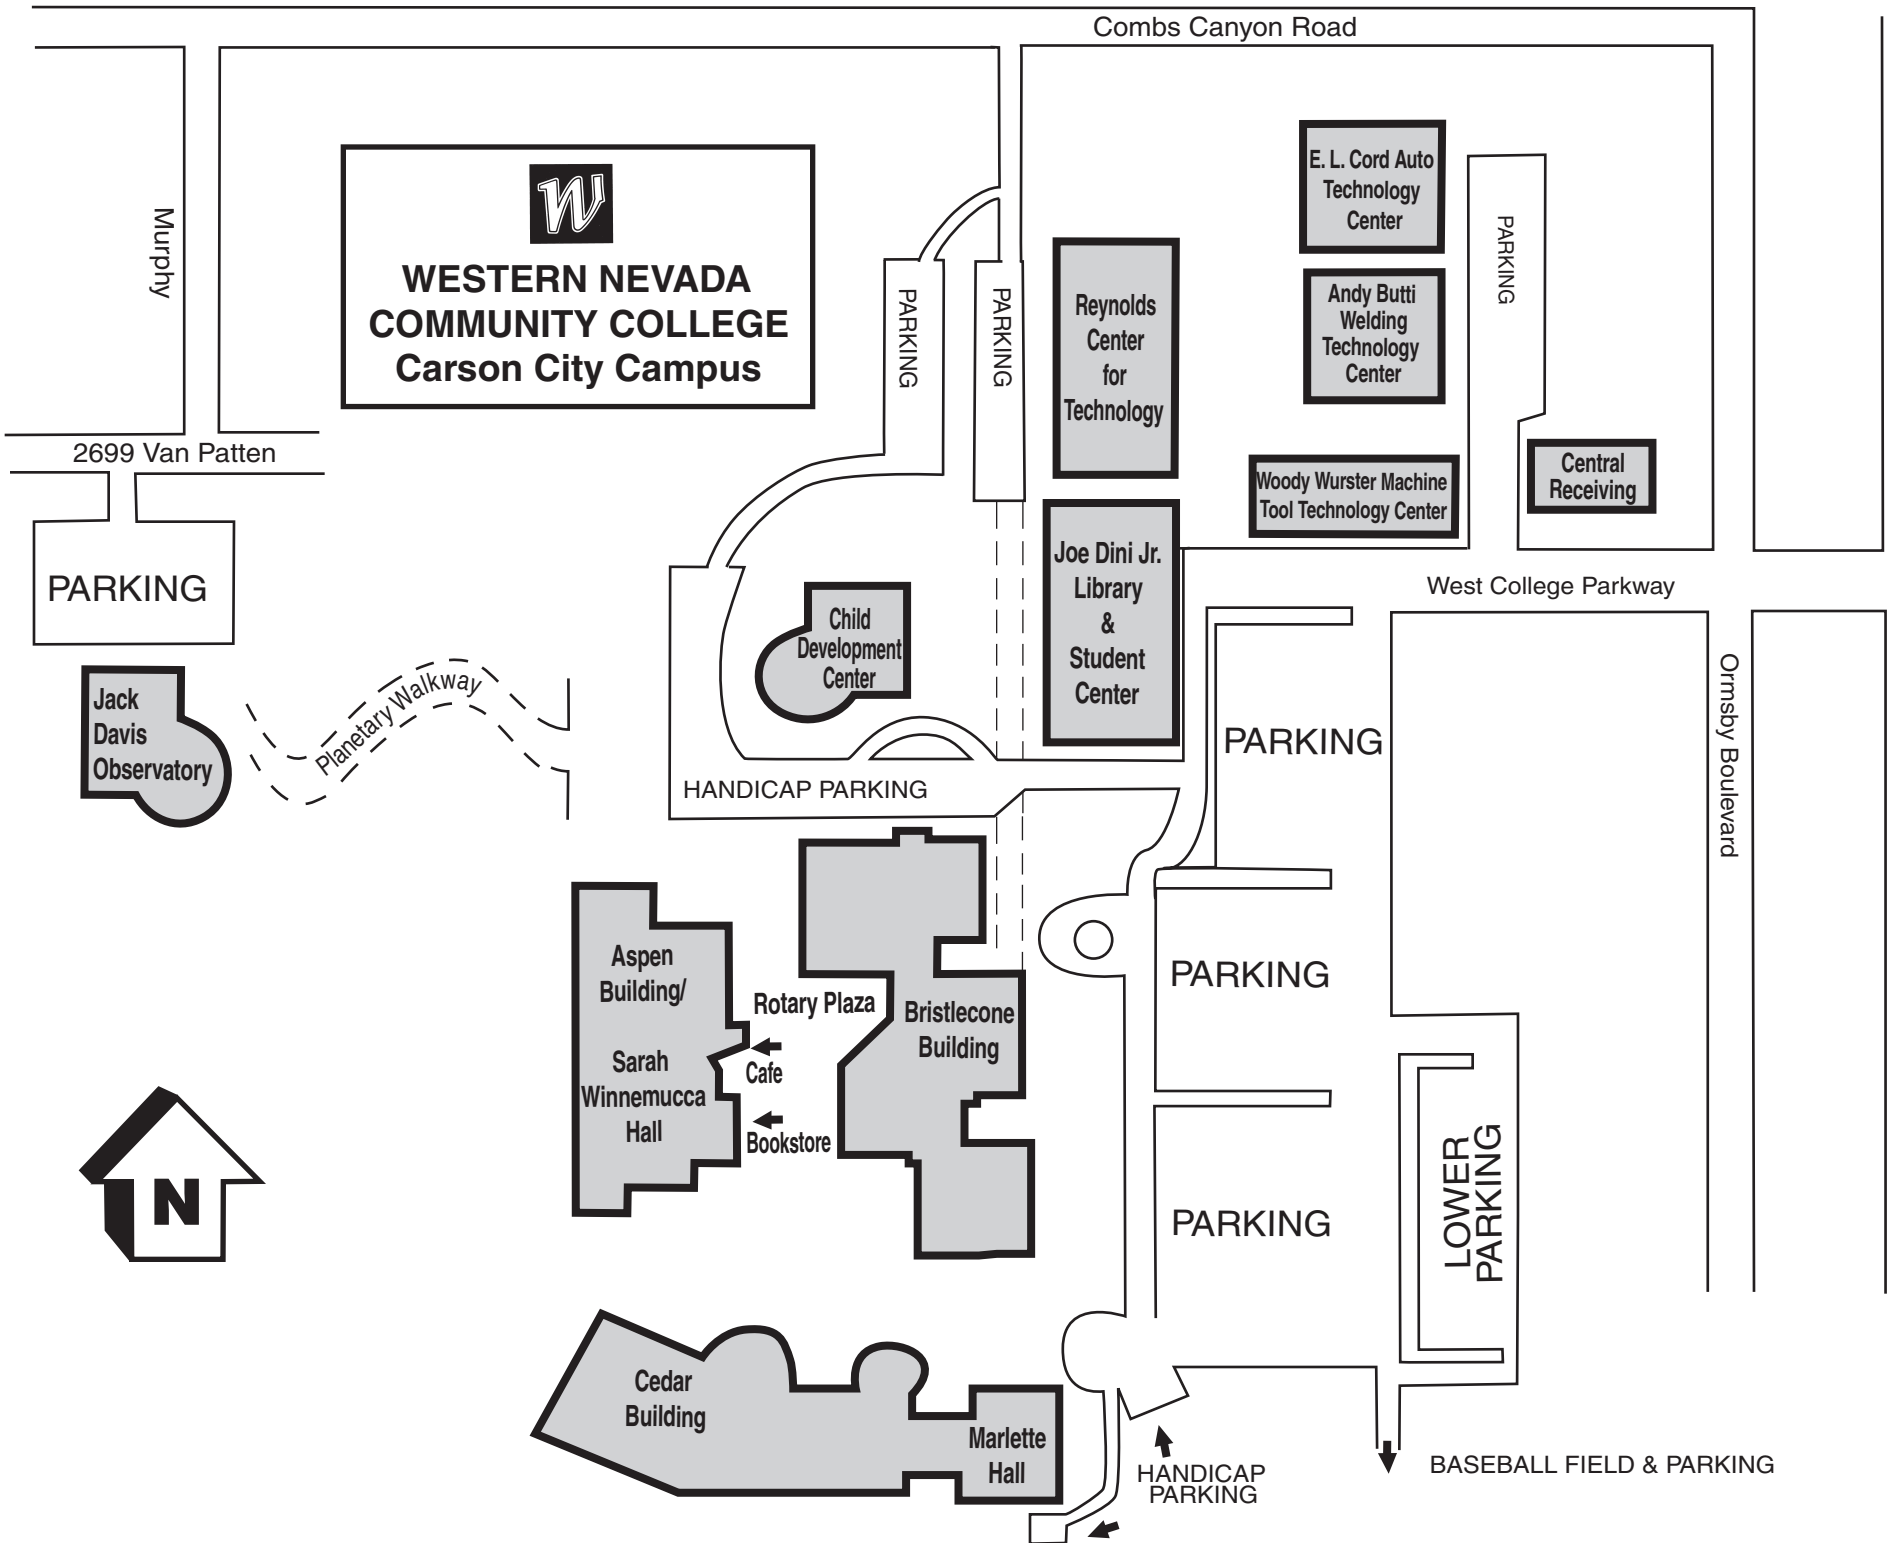 Combs Canyon Road
Murphy
W
WESTERN NEVADA
COMMUNITY COLLEGE
Carson City Campus
2699 Van Patten
PARKING
PARKING
PARKING
Reynolds
Center
for
Technology
E. L. Cord Auto
Technology
Center
PARKING
Andy Butti
Welding
Technology
Center
Woody Wurster Machine
Tool Technology Center
Central
Receiving
Joe Dini Jr.
Library
&
Student
Center
West College Parkway
Ormsby Boulevard
Child
Development
Center
Jack
Davis
Observatory
Planetary Walkway
HANDICAP PARKING
PARKING
PARKING
PARKING
LOWER
PARKING
Aspen
Building/
Sarah
Winnemucca
Hall
Rotary Plaza
Cafe
Bookstore
Bristlecone
Building
N
Cedar
Building
Marlette
Hall
HANDICAP
PARKING
BASEBALL FIELD & PARKING